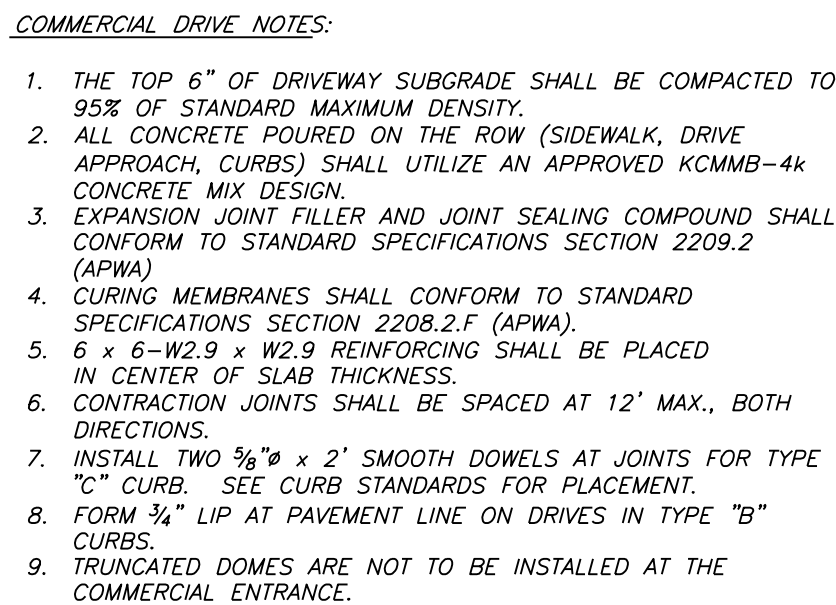 COMMERCIAL DRIVE NOTES:
1. THE TOP 6" OF DRIVEWAY SUBGRADE SHALL BE COMPACTED TO
95% OF STANDARD MAXIMUM DENSITY.
2. ALL CONCRETE POURED ON THE ROW (SIDEWALK, DRIVE
APPROACH, CURBS) SHALL UTILIZE AN APPROVED KCMMB-4k
CONCRETE MIX DESIGN.
3. EXPANSION JOINT FILLER AND JOINT SEALING COMPOUND SHALL
CONFORM TO STANDARD SPECIFICATIONS SECTION 2209.2
(APWA)
4. CURING MEMBRANES SHALL CONFORM TO STANDARD
SPECIFICATIONS SECTION 2208.2.F (APWA).
5. 6 x 6-W2.9 x W2.9 REINFORCING SHALL BE PLACED
IN CENTER OF SLAB THICKNESS.
6. CONTRACTION JOINTS SHALL BE SPACED AT 12' MAX., BOTH
DIRECTIONS.
7. INSTALL TWO 5/8"ø x 2' SMOOTH DOWELS AT JOINTS FOR TYPE
"C" CURB. SEE CURB STANDARDS FOR PLACEMENT.
8. FORM 3/4" LIP AT PAVEMENT LINE ON DRIVES IN TYPE "B"
CURBS.
9. TRUNCATED DOMES ARE NOT TO BE INSTALLED AT THE
COMMERCIAL ENTRANCE.